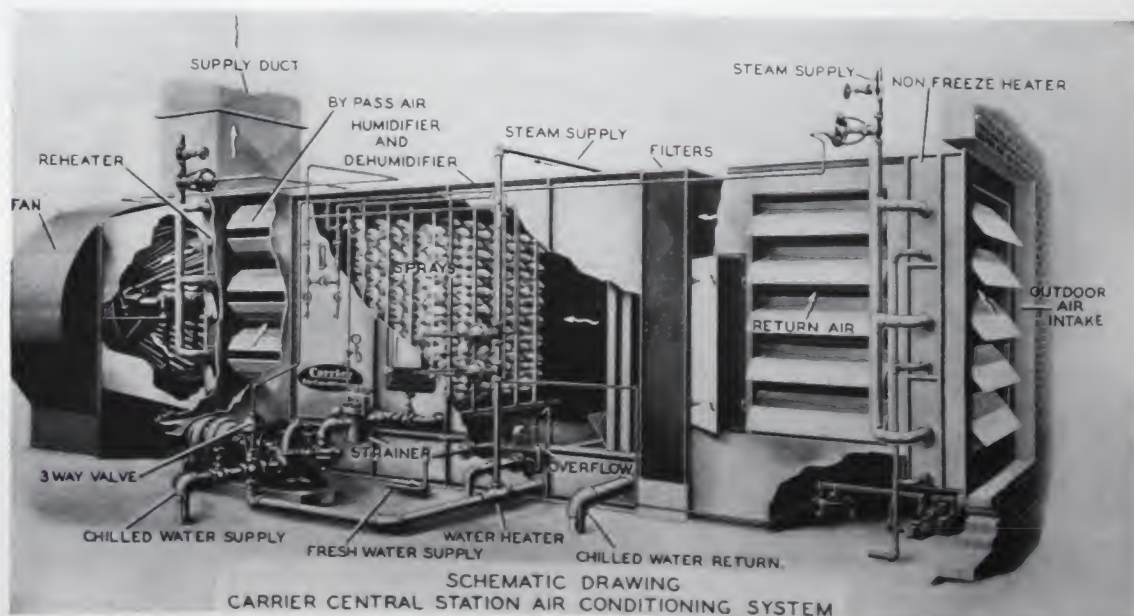 SUPPLY DUCT
STEAM SUPPLY
NON FREEZE HEATER
BY PASS AIR
HUMIDIFIER
AND
DEHUMIDIFIER
STEAM SUPPLY
FILTERS
REHEATER
FAN
SPRAYS
OUTDOOR
AIR
INTAKE
RETURN AIR
Carrier
STRAINER
OVERFLOW
3 WAY VALVE
CHILLED WATER SUPPLY
FRESH WATER SUPPLY
WATER HEATER
CHILLED WATER RETURN.
SCHEMATIC DRAWING
CARRIER CENTRAL STATION AIR CONDITIONING SYSTEM